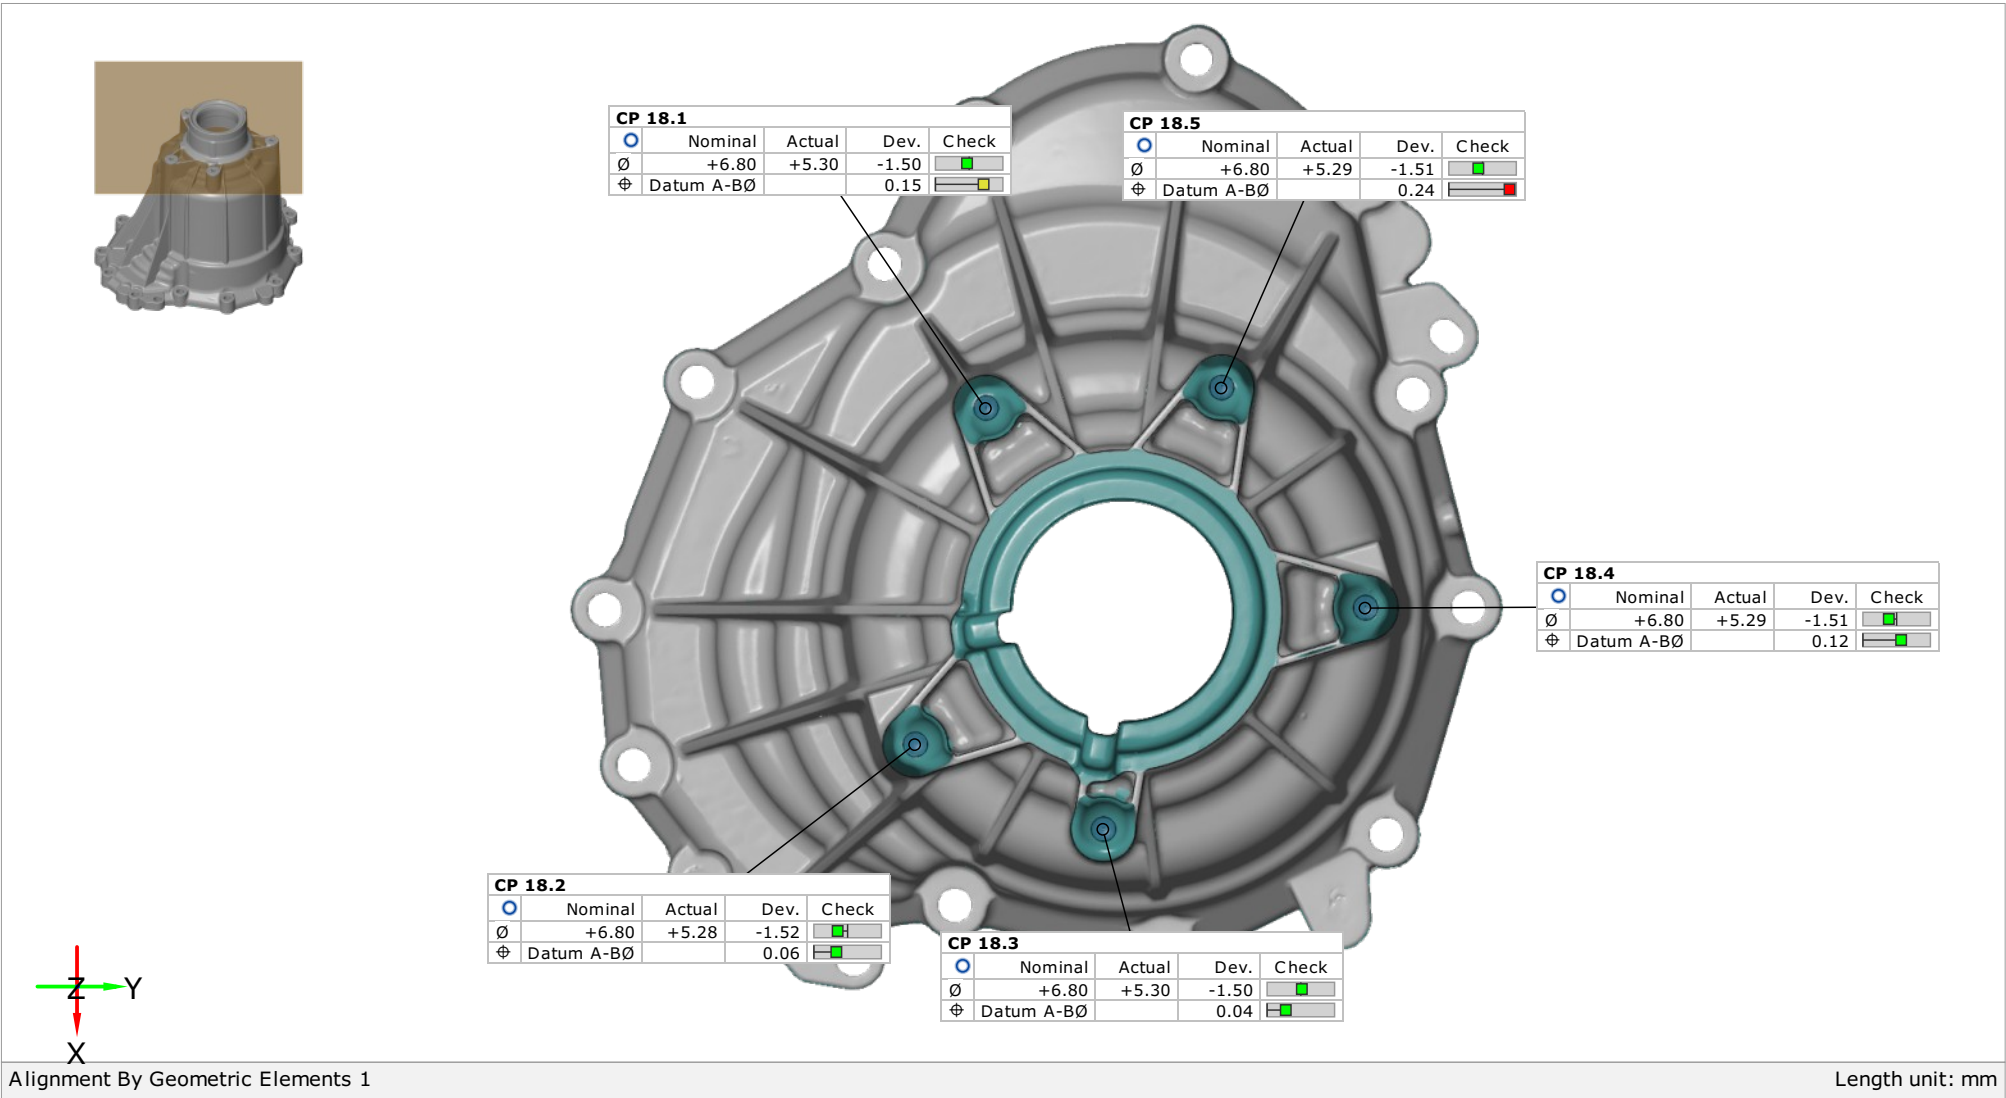 CP 18.1
Nominal Actual Dev. Check
Ø +6.80 +5.30 -1.50
⌖ Datum A-BØ 0.15
CP 18.5
Nominal Actual Dev. Check
Ø +6.80 +5.29 -1.51
⌖ Datum A-BØ 0.24
CP 18.4
Nominal Actual Dev. Check
Ø +6.80 +5.29 -1.51
⌖ Datum A-BØ 0.12
CP 18.2
Nominal Actual Dev. Check
Ø +6.80 +5.28 -1.52
⌖ Datum A-BØ 0.06
CP 18.3
Nominal Actual Dev. Check
Ø +6.80 +5.30 -1.50
⌖ Datum A-BØ 0.04
Z Y
X
Alignment By Geometric Elements 1
Length unit: mm